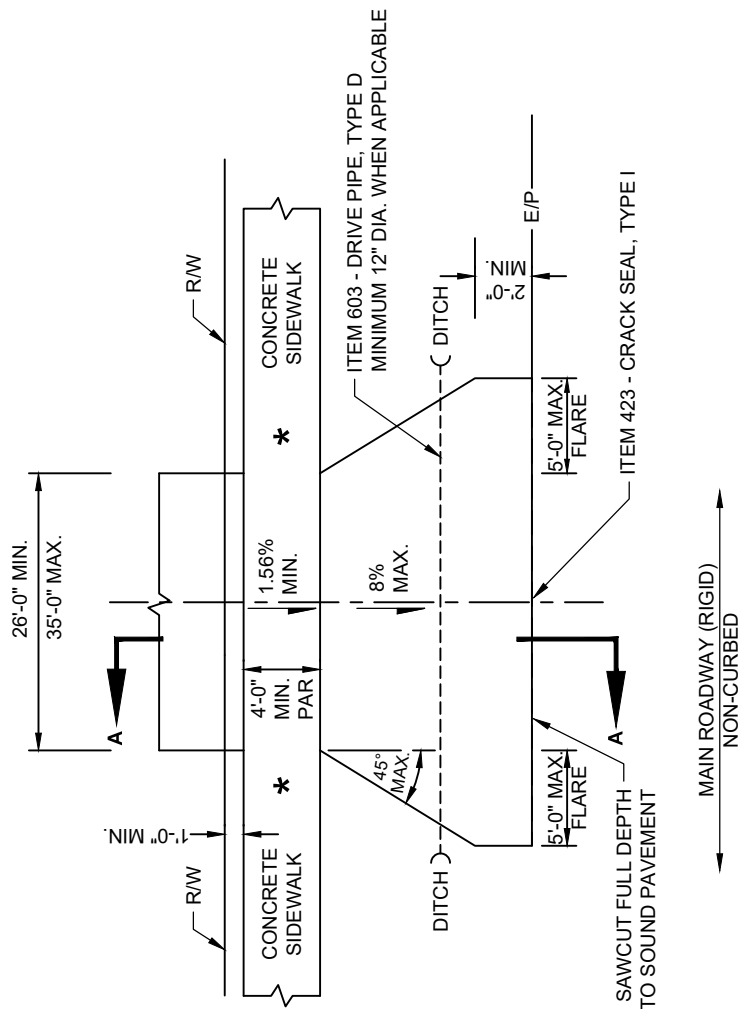 26'-0" MIN.
35'-0" MAX.
A
R/W
R/W
1'-0" MIN.
CONCRETE
SIDEWALK
*
4'-0"
MIN.
PAR
1.56%
MIN.
*
CONCRETE
SIDEWALK
8%
MAX.
45°
MAX.
ITEM 603 - DRIVE PIPE, TYPE D
MINIMUM 12" DIA. WHEN APPLICABLE
DITCH
DITCH
2'-0"
MIN.
E/P
5'-0" MAX.
FLARE
5'-0" MAX.
FLARE
A
SAWCUT FULL DEPTH
TO SOUND PAVEMENT
ITEM 423 - CRACK SEAL, TYPE I
MAIN ROADWAY (RIGID)
NON-CURBED